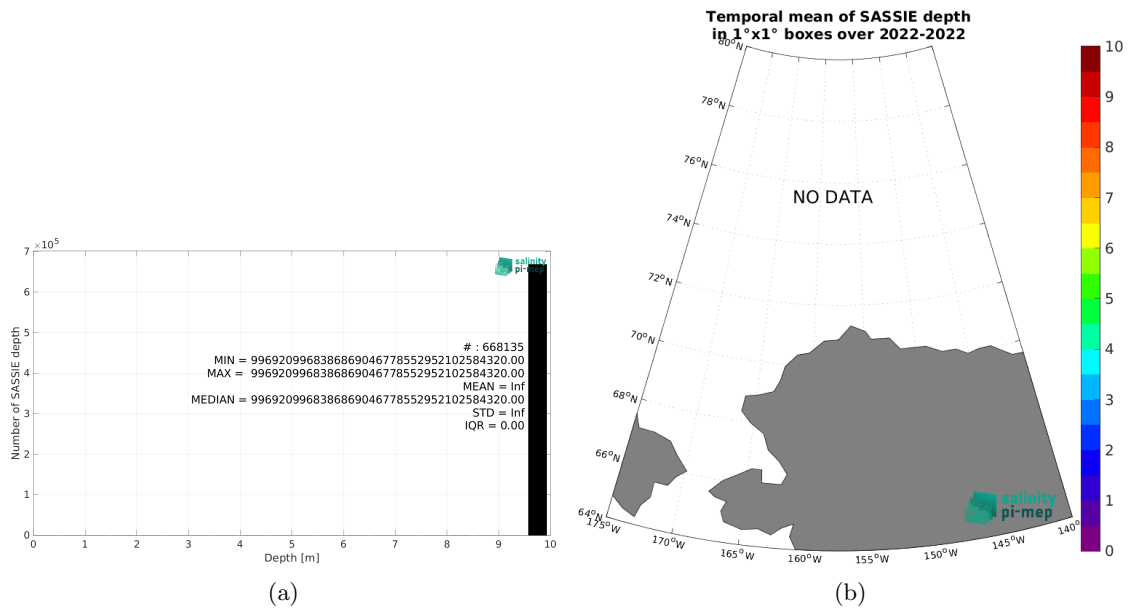 Temporal mean of SASSIE depth
in 1°x1° boxes over 2022-2022
×10⁵
7
6
5
4
3
2
1
0
Number of SASSIE depth
salinity
pi-mep
# : 668135
MIN = 9969209968386869046778552952102584320.00
MAX = 9969209968386869046778552952102584320.00
MEAN = Inf
MEDIAN = 9969209968386869046778552952102584320.00
STD = Inf
IQR = 0.00
0 1 2 3 4 5 6 7 8 9 10
Depth [m]
(a)
80°N
78°N
76°N
74°N
72°N
70°N
68°N
66°N
64°N
NO DATA
salinity
pi-mep
175°W
170°W
165°W
160°W
155°W
150°W
145°W
140°
10
9
8
7
6
5
4
3
2
1
0
(b)